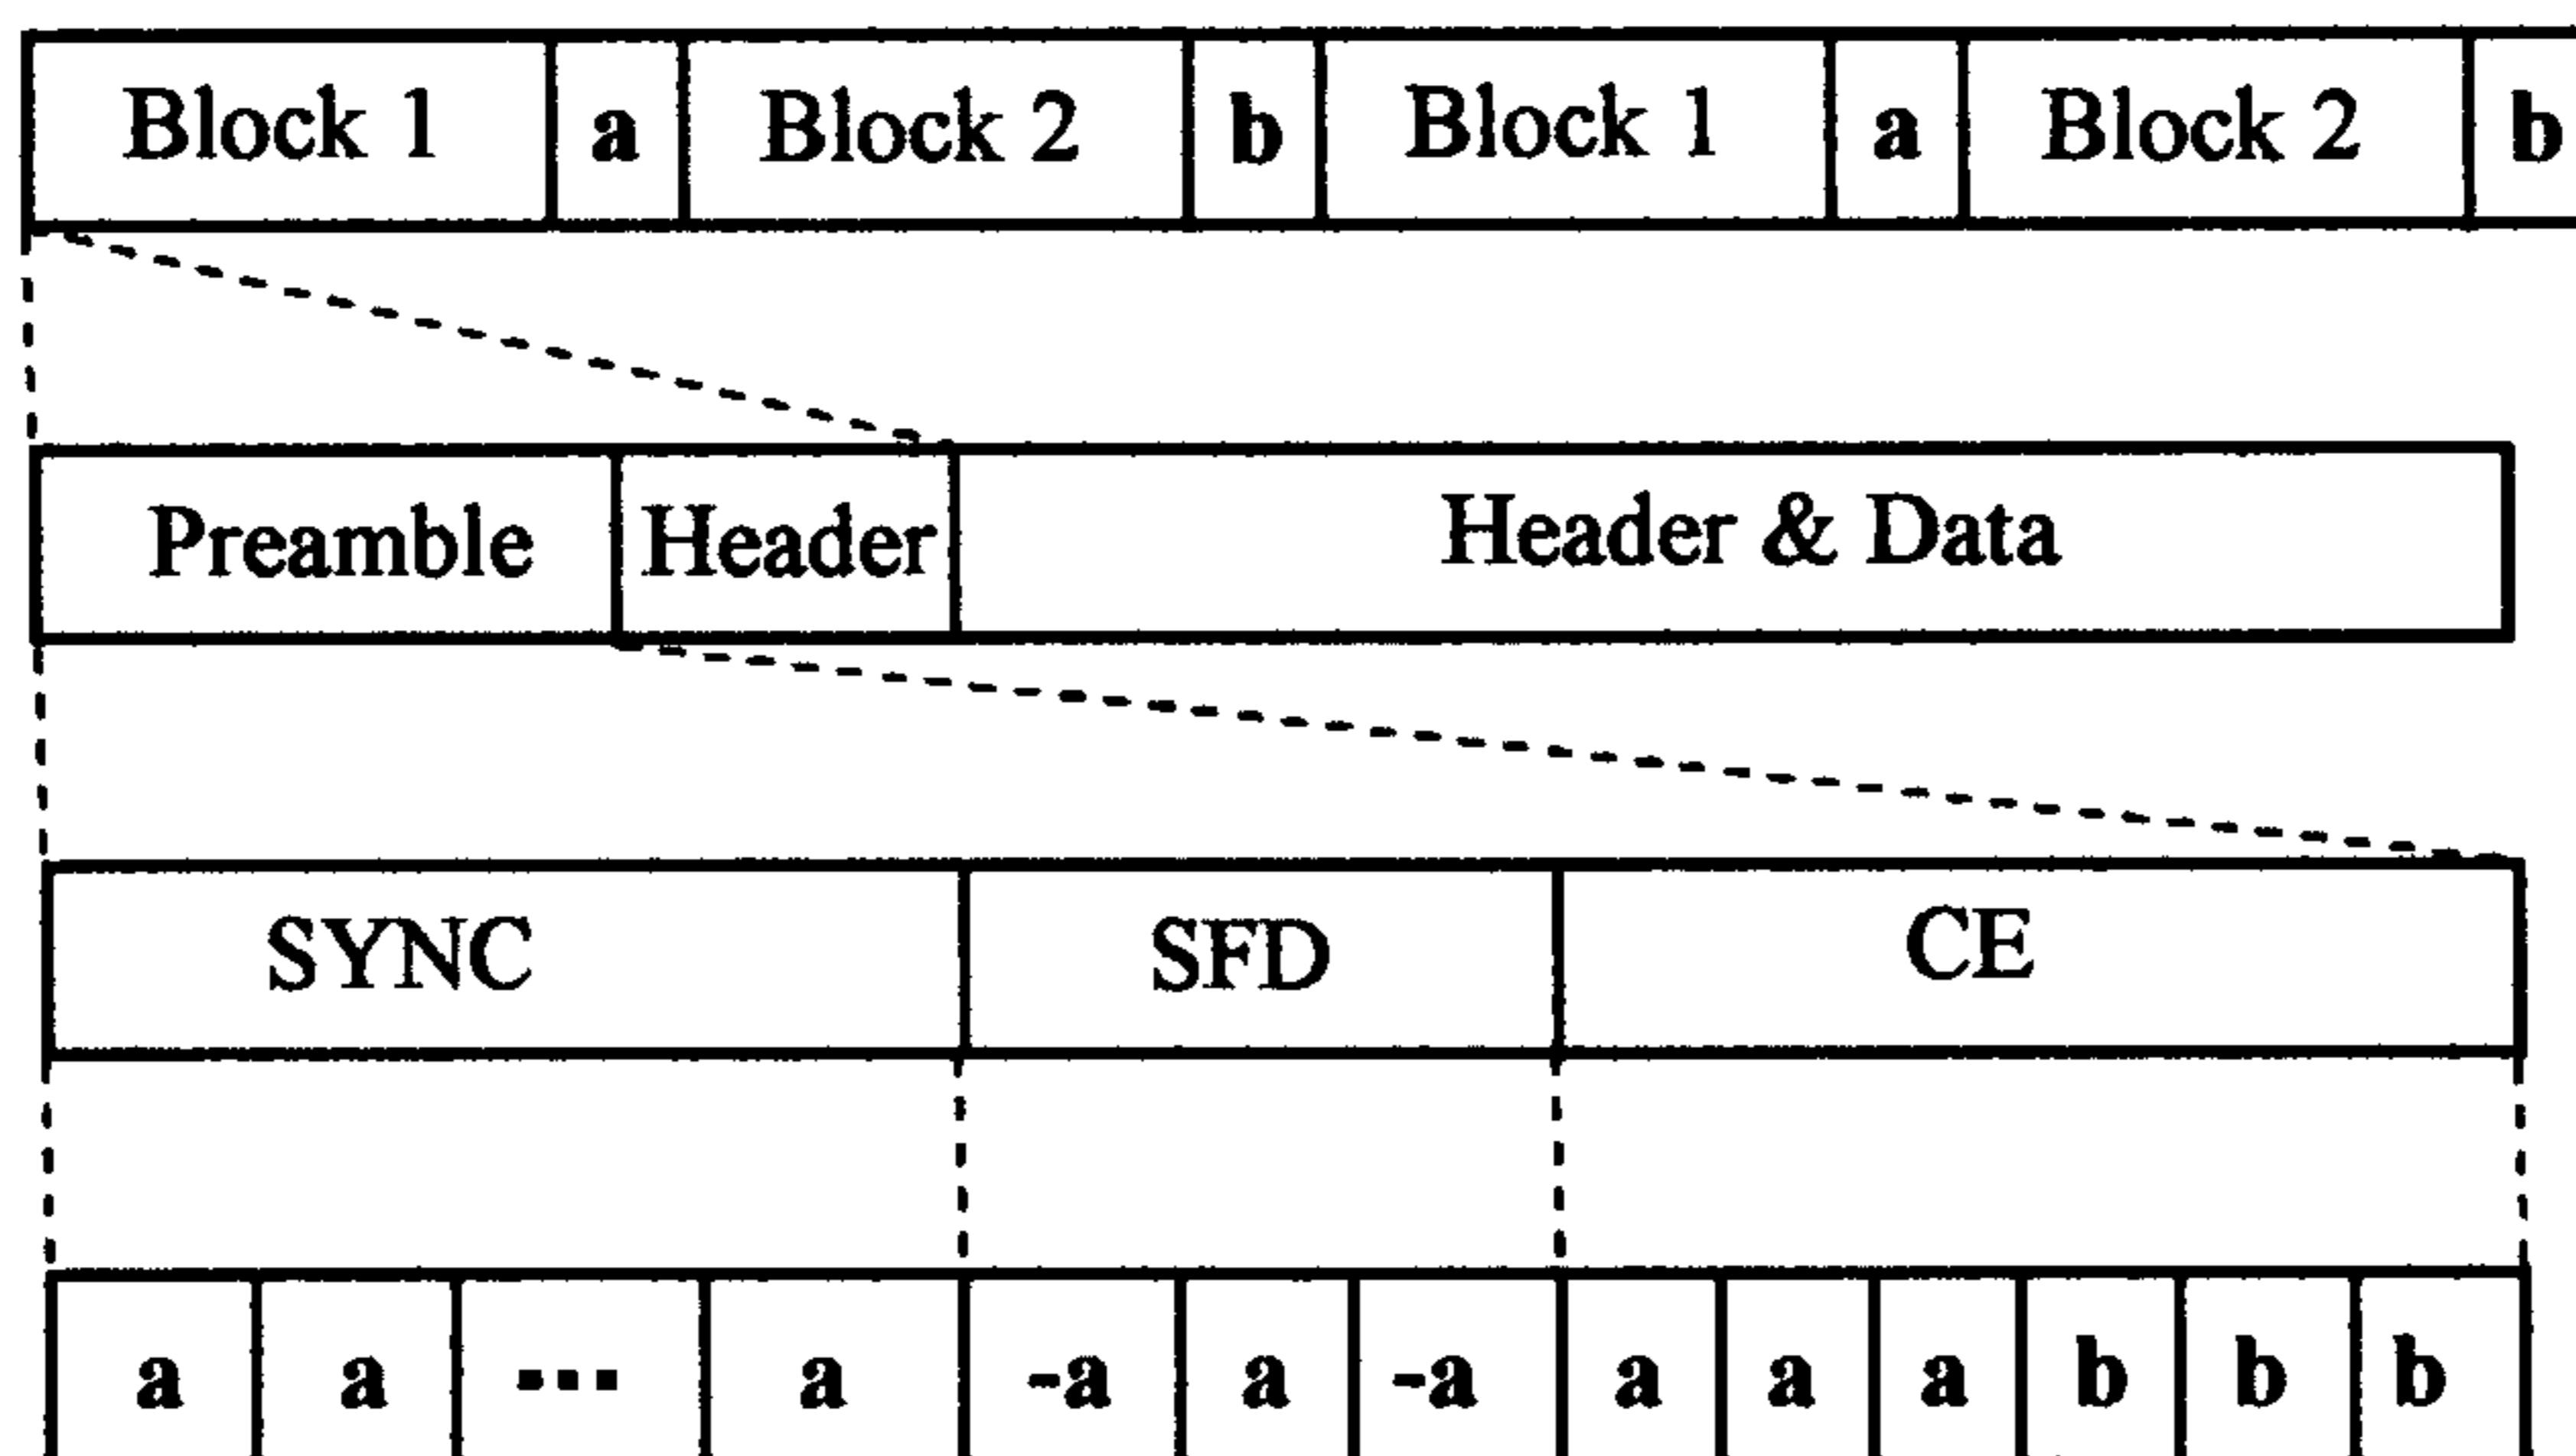 Block 1 a Block 2 b Block 1 a Block 2 b
Preamble Header Header & Data
SYNC SFD CE
a a --- a -a a -a a a a b b b